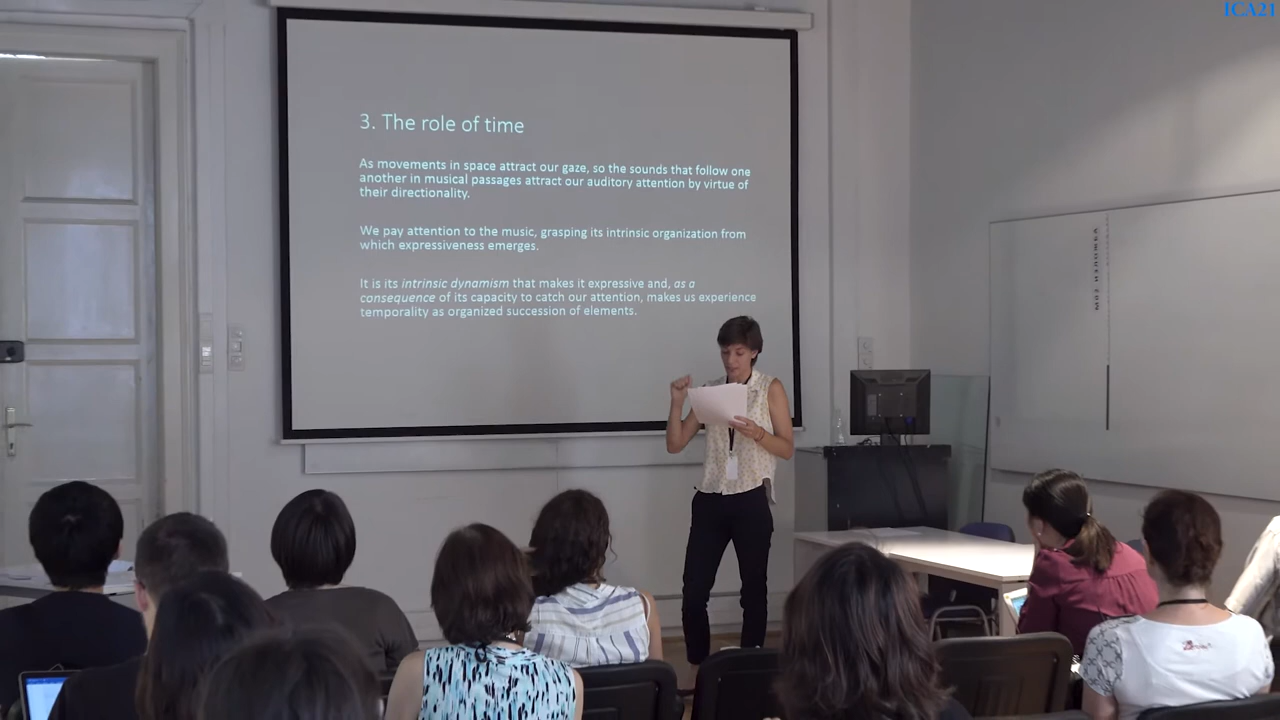 ICA21
3. The role of time
As movements in space attract our gaze, so the sounds that follow one
another in musical passages attract our auditory attention by virtue of
their directionality.
We pay attention to the music, grasping its intrinsic organization from
which expressiveness emerges.
It is its intrinsic dynamism that makes it expressive and, as a
consequence of its capacity to catch our attention, makes us experience
temporality as organized succession of elements.